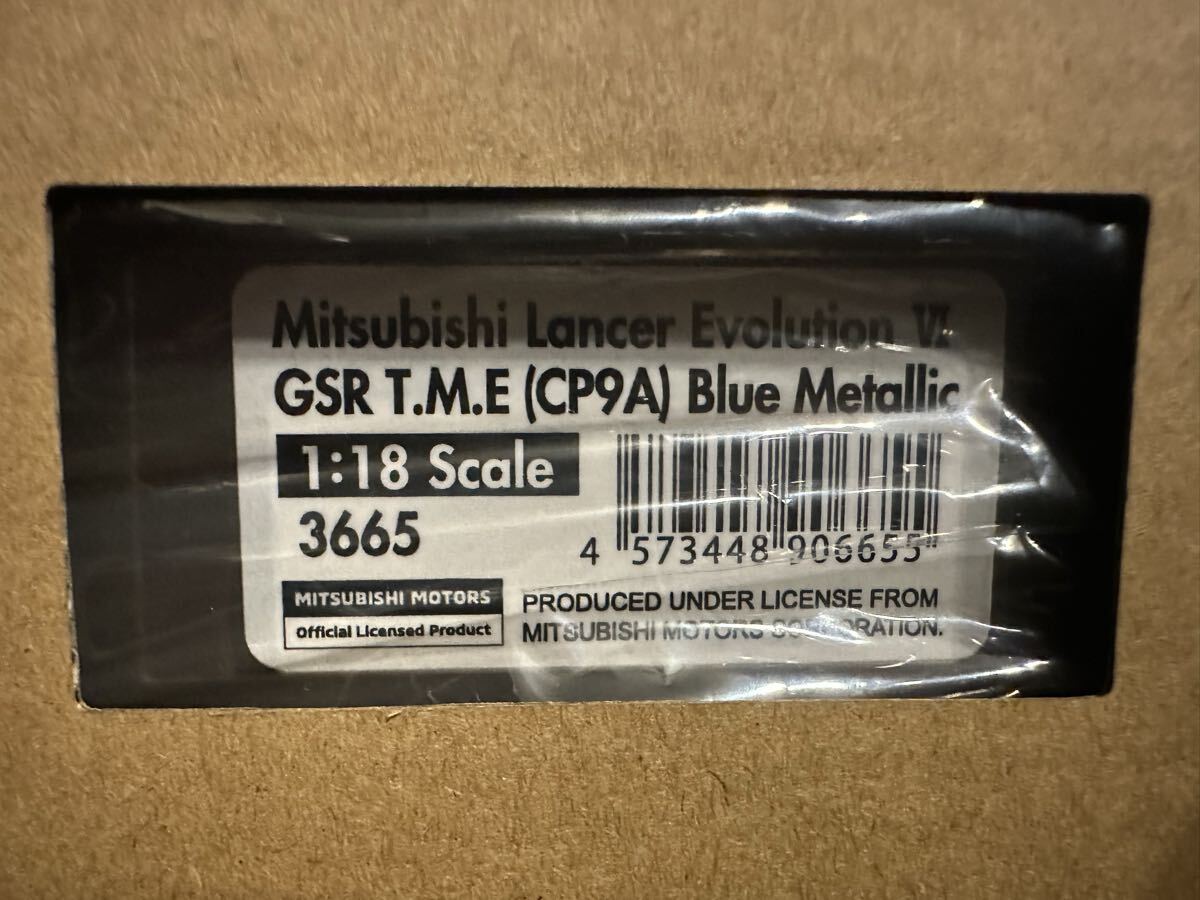 Mitsubishi Lancer Evolution VI
GSR T.M.E (CP9A) Blue Metallic
1:18 Scale
3665
4 573448 906655
MITSUBISHI MOTORS
Official Licensed Product
PRODUCED UNDER LICENSE FROM
MITSUBISHI MOTORS CORPORATION.